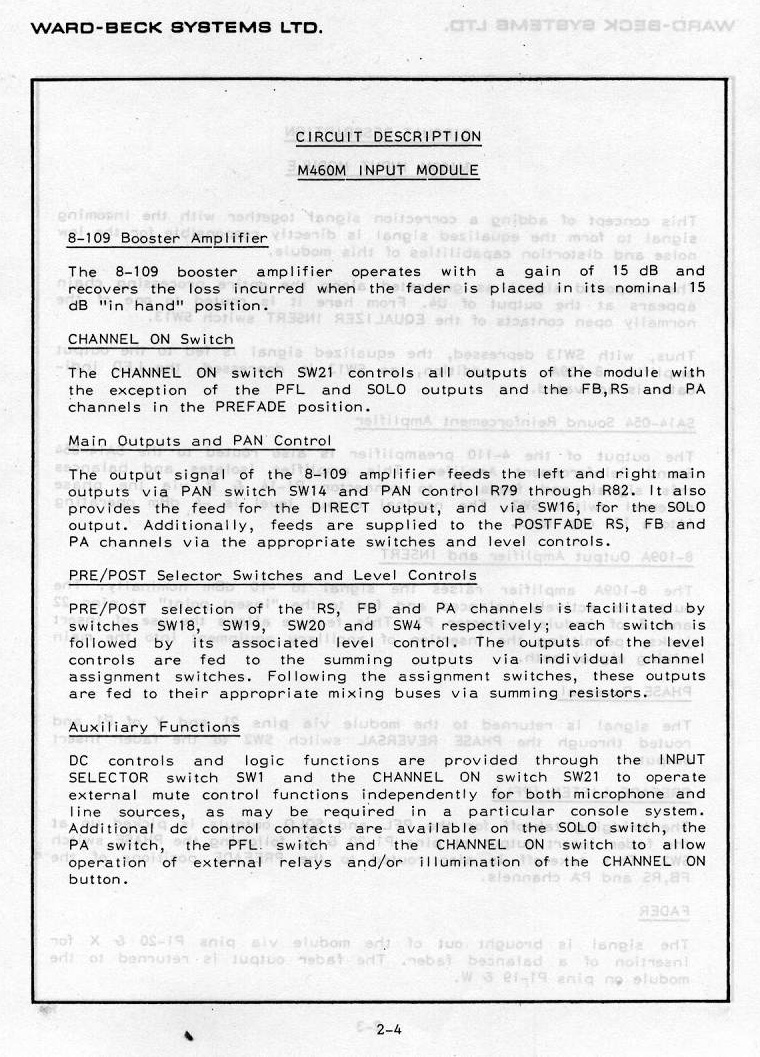 WARD-BECK SYSTEMS LTD.
CIRCUIT DESCRIPTION
M460M INPUT MODULE
8-109 Booster Amplifier
The 8-109 booster amplifier operates with a gain of 15 dB and
recovers the loss incurred when the fader is placed in its nominal 15
dB "in hand" position.
CHANNEL ON Switch
The CHANNEL ON switch SW21 controls all outputs of the module with
the exception of the PFL and SOLO outputs and the FB,RS and PA
channels in the PREFADE position.
Main Outputs and PAN Control
The output signal of the 8-109 amplifier feeds the left and right main
outputs via PAN switch SW14 and PAN control R79 through R82. It also
provides the feed for the DIRECT output, and via SW16, for the SOLO
output. Additionally, feeds are supplied to the POSTFADE RS, FB and
PA channels via the appropriate switches and level controls.
PRE/POST Selector Switches and Level Controls
PRE/POST selection of the RS, FB and PA channels is facilitated by
switches SW18, SW19, SW20 and SW4 respectively; each switch is
followed by its associated level control. The outputs of the level
controls are fed to the summing outputs via individual channel
assignment switches. Following the assignment switches, these outputs
are fed to their appropriate mixing buses via summing resistors.
Auxiliary Functions
DC controls and logic functions are provided through the INPUT
SELECTOR switch SW1 and the CHANNEL ON switch SW21 to operate
external mute control functions independently for both microphone and
line sources, as may be required in a particular console system.
Additional dc control contacts are available on the SOLO switch, the
PA switch, the PFL switch and the CHANNEL ON switch to allow
operation of external relays and/or illumination of the CHANNEL ON
button.
2-4